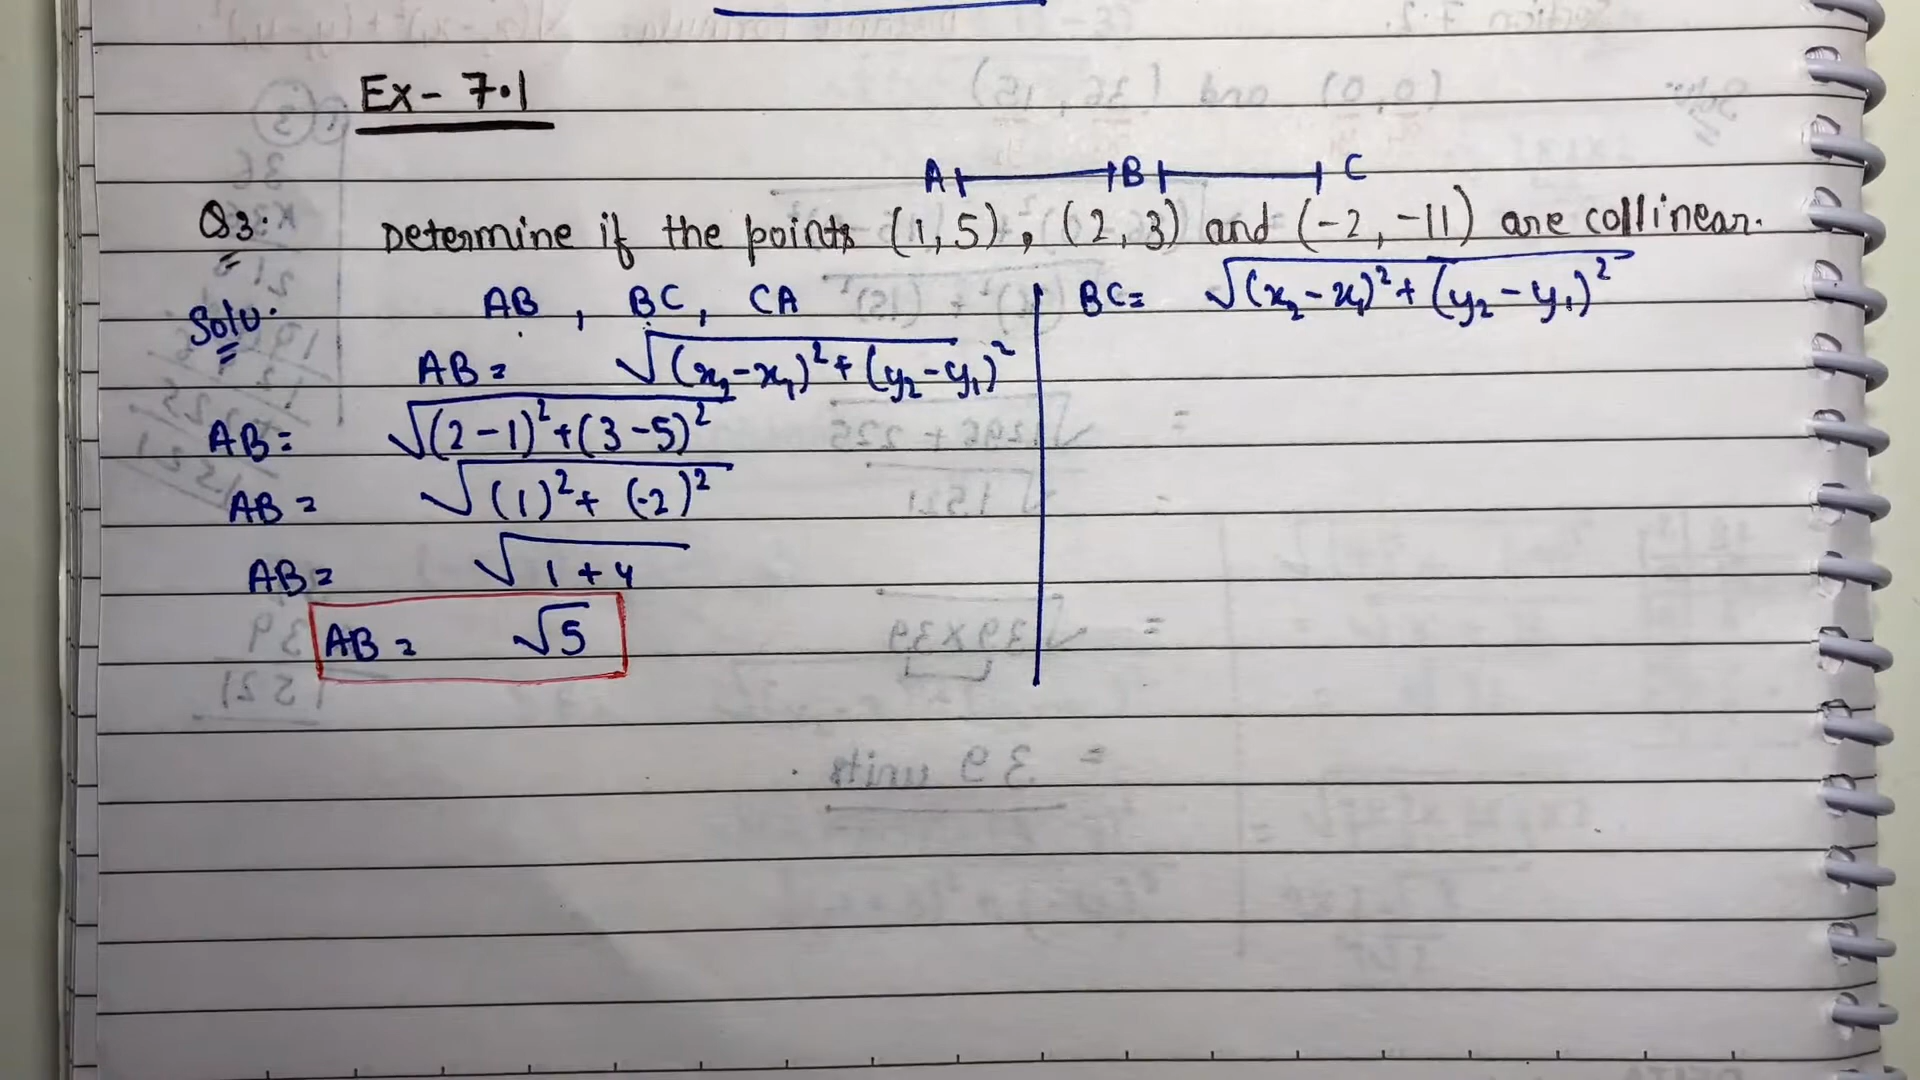 Ex- 7.1
A B C
Q3: Determine if the points (1,5), (2,3) and (-2,-11) are collinear.
Solu. AB, BC, CA
AB= √(x₂-x₁)²+(y₂-y₁)²
AB= √(2-1)²+(3-5)²
AB= √(1)²+(-2)²
AB= √1+4
AB= √5
BC= √(x₂-x₁)²+(y₂-y₁)²